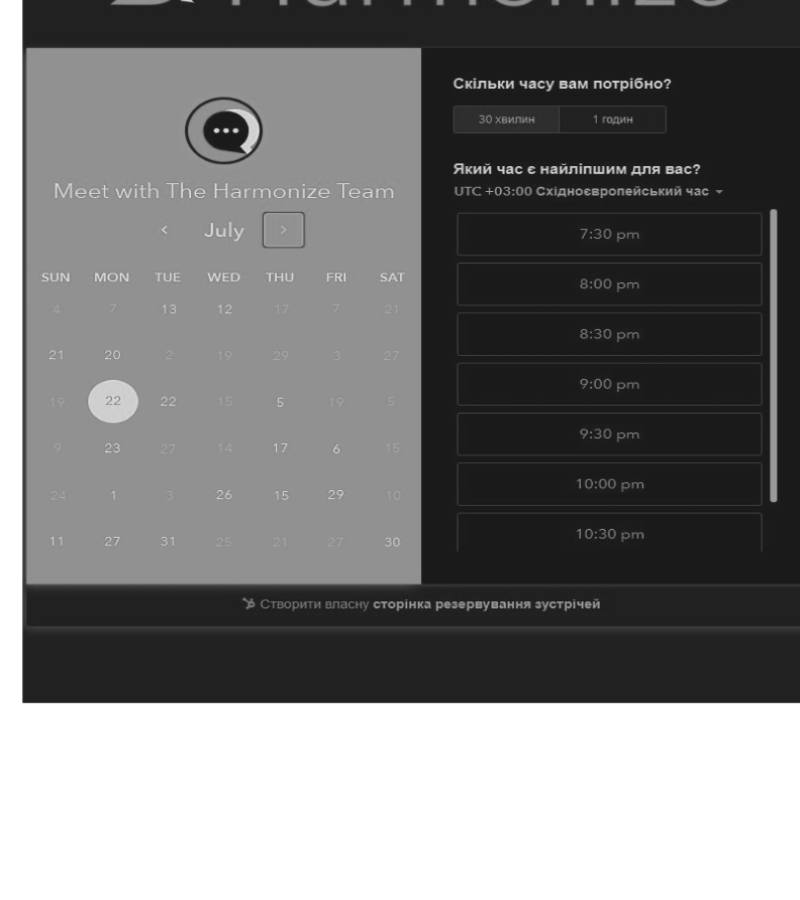 Harmonize
Meet with The Harmonize Team
< July >
SUN MON TUE WED THU FRI SAT
4 7 13 12 17 7 21
21 20 2 19 29 3 27
19 22 22 15 5 19 5
9 23 27 14 17 6 15
24 1 3 26 15 29 10
11 27 31 25 21 27 30
Скільки часу вам потрібно?
30 хвилин 1 годин
Який час є найліпшим для вас?
UTC +03:00 Східноєвропейський час
7:30 pm
8:00 pm
8:30 pm
9:00 pm
9:30 pm
10:00 pm
10:30 pm
Створити власну сторінка резервування зустрічей